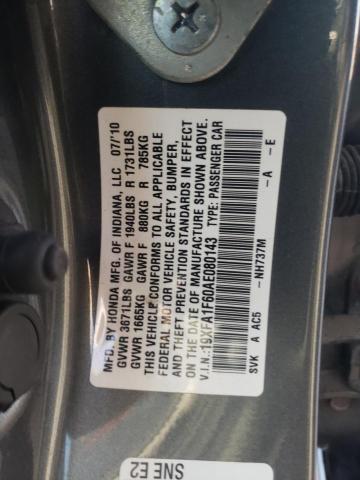 MFD. BY HONDA MFG. OF INDIANA, LLC 07/10
GVWR 3671LBS GAWR F 1940LBS R 1731LBS
GVWR 1665KG GAWR F 880KG R 785KG
THIS VEHICLE CONFORMS TO ALL APPLICABLE
FEDERAL MOTOR VEHICLE SAFETY, BUMPER,
AND THEFT PREVENTION STANDARDS IN EFFECT
ON THE DATE OF MANUFACTURE SHOWN ABOVE.
V.I.N.:19XFA1F60AE080143 TYPE: PASSENGER CAR
SVK A AC5 -NH737M -A -E
SNE E2